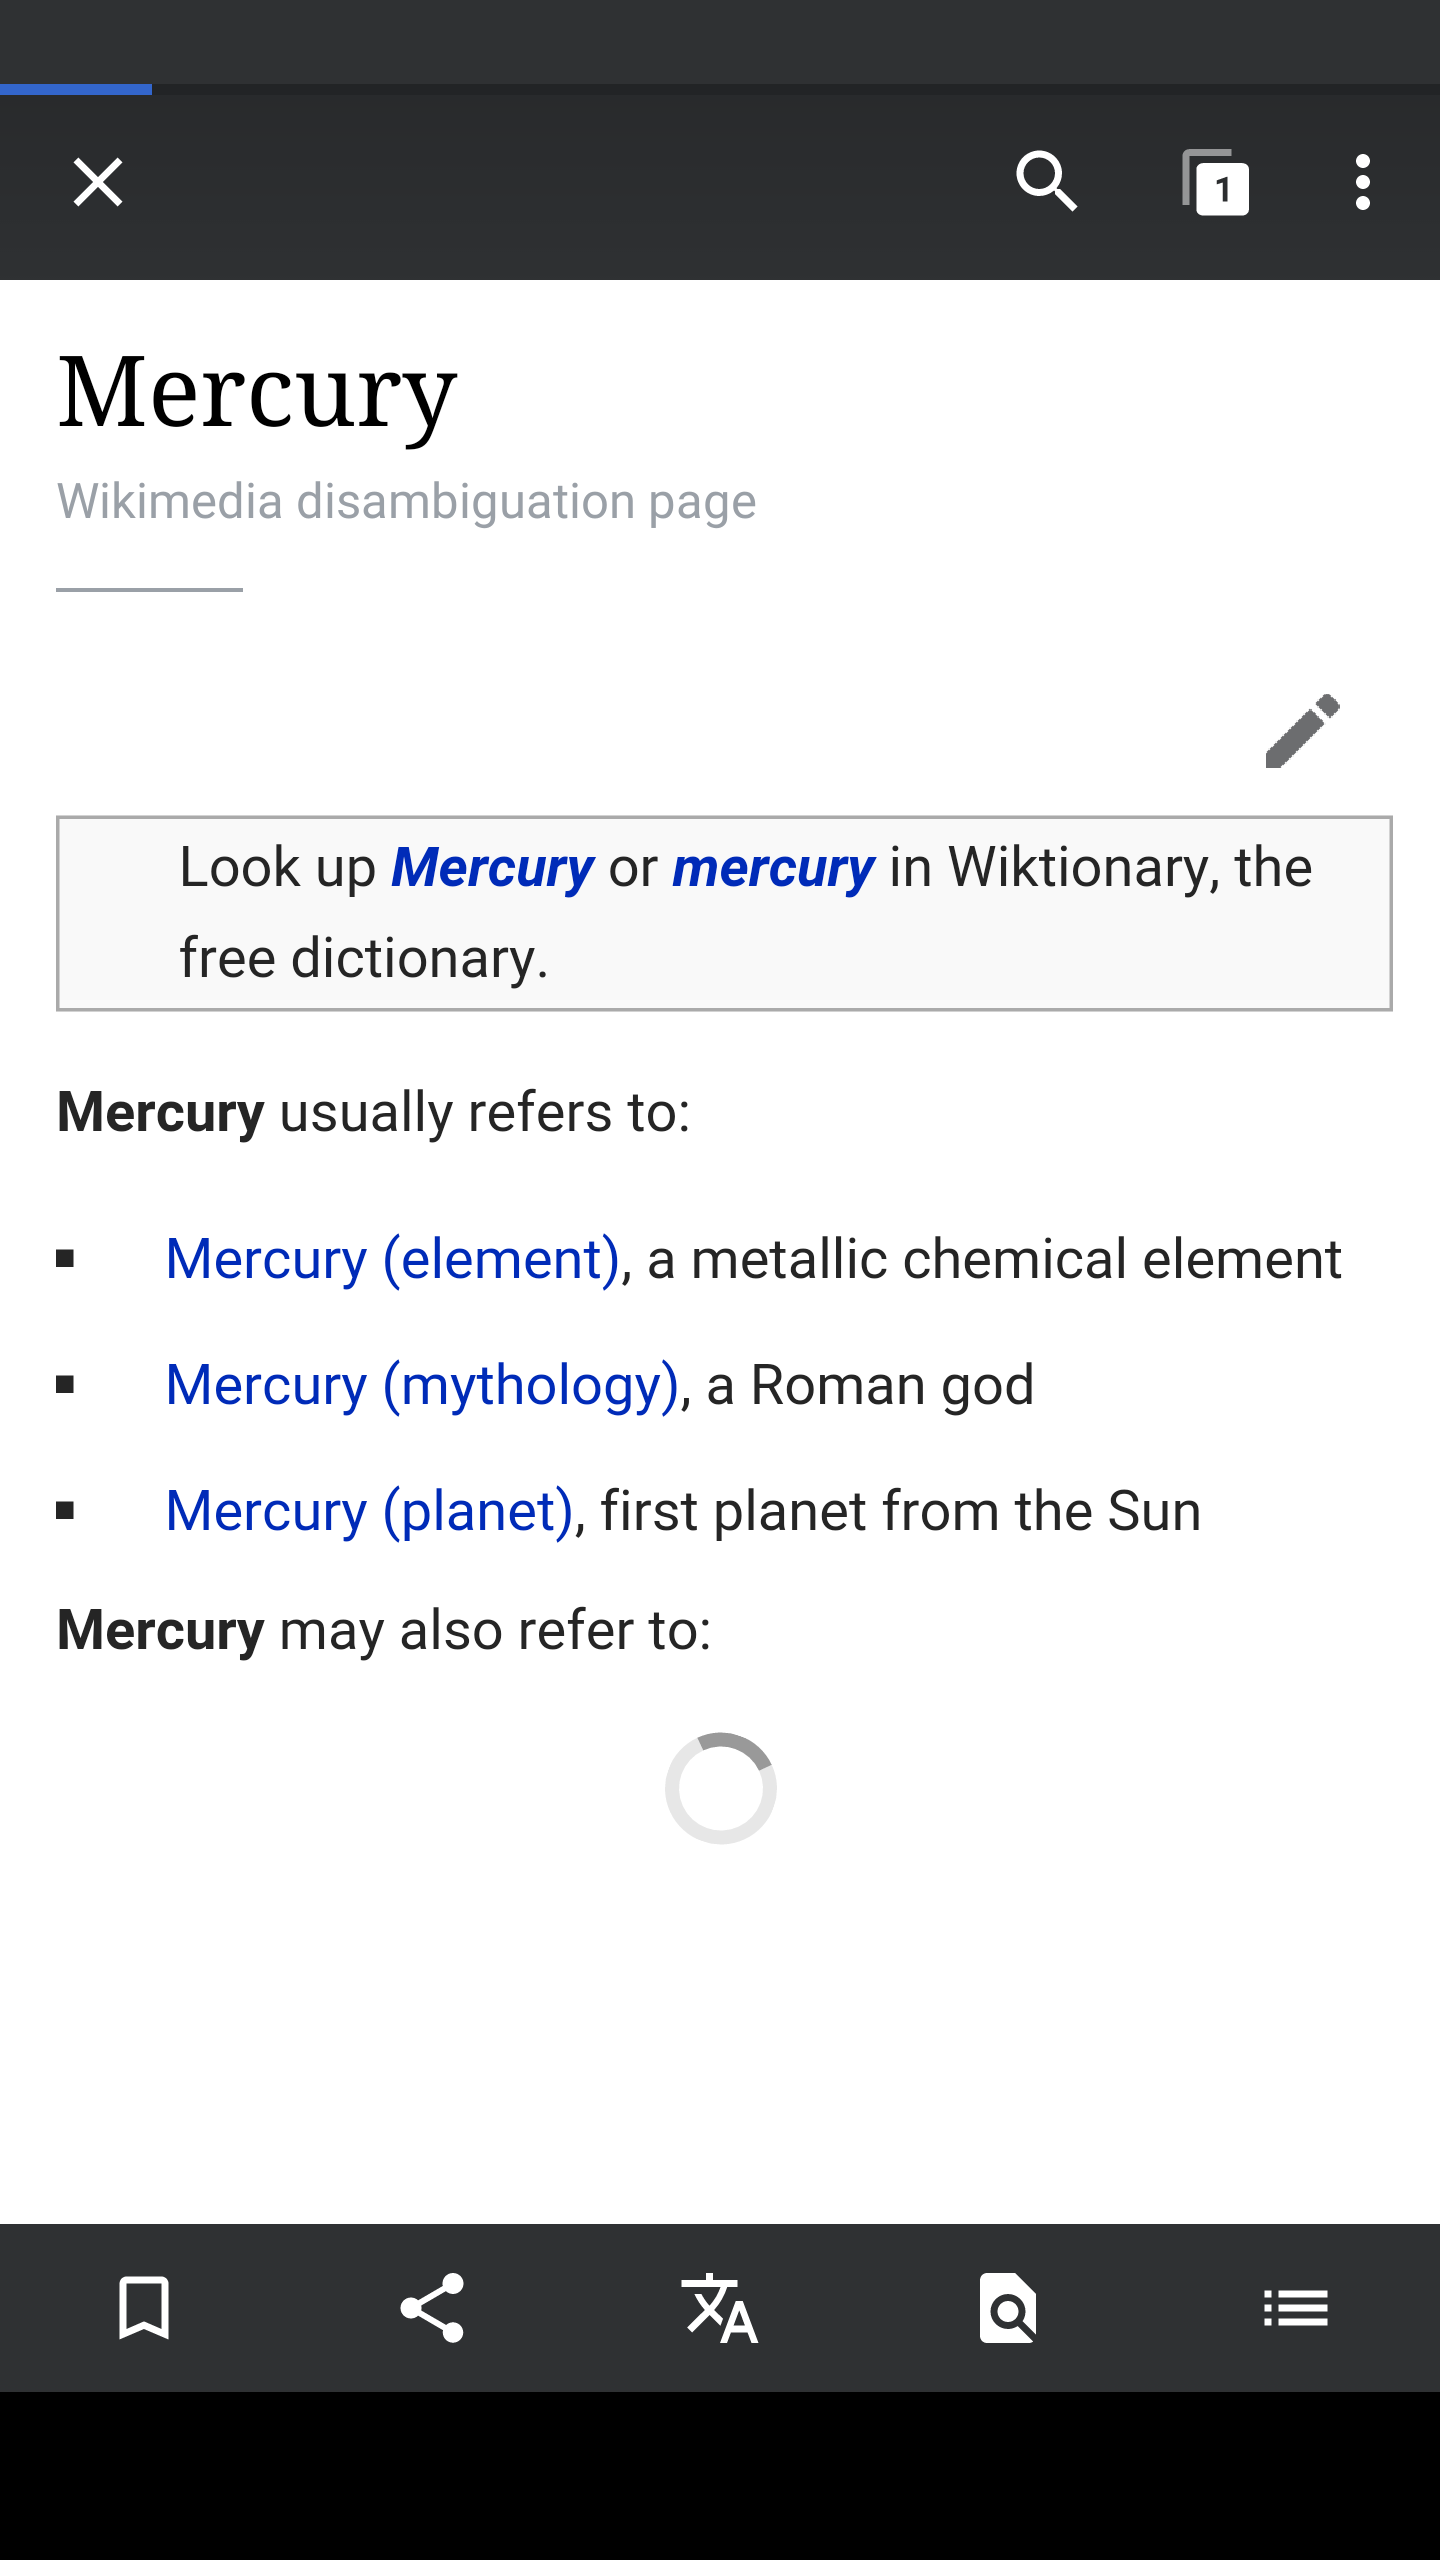 1
Mercury
Wikimedia disambiguation page
Look up Mercury or mercury in Wiktionary, the
free dictionary.
Mercury usually refers to:
▪ Mercury (element), a metallic chemical element
▪ Mercury (mythology), a Roman god
▪ Mercury (planet), first planet from the Sun
Mercury may also refer to: